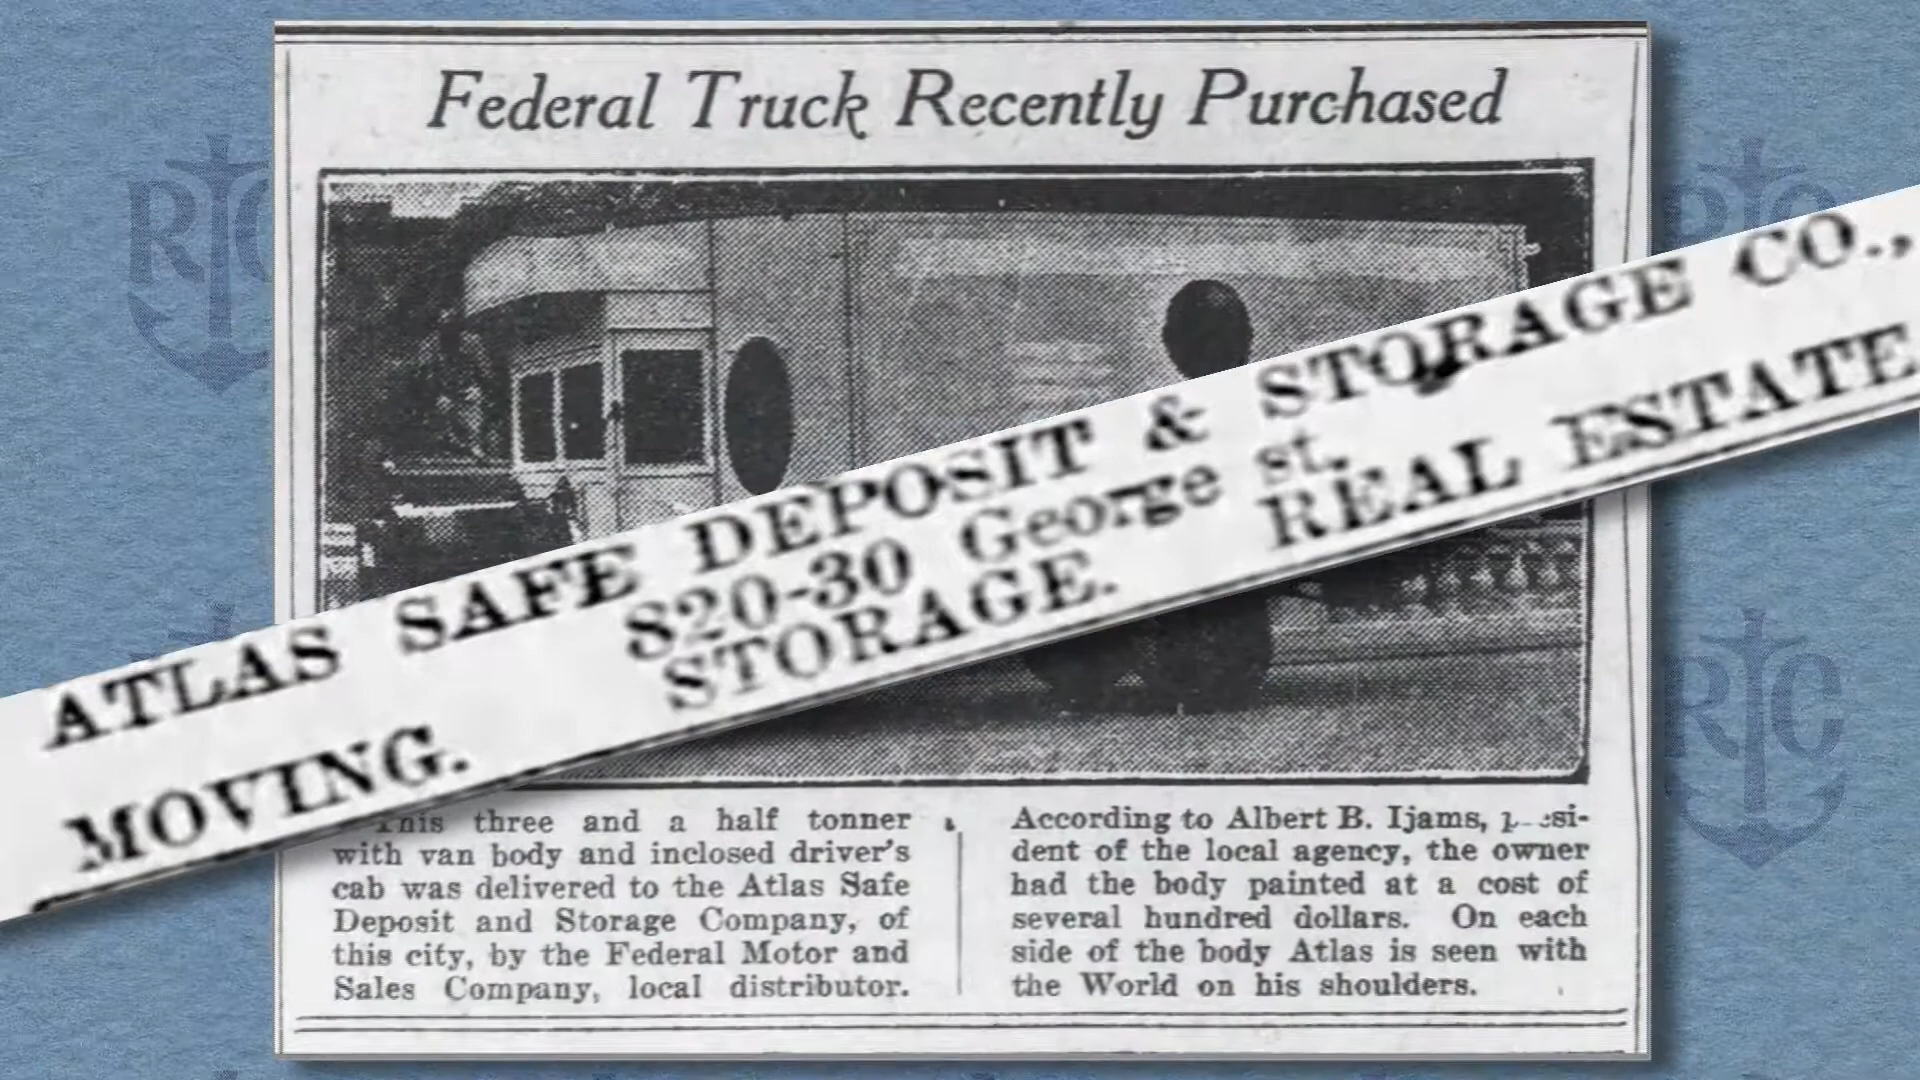 Federal Truck Recently Purchased
ATLAS SAFE DEPOSIT & STORAGE CO.,
820-30 George st.
MOVING. STORAGE. REAL ESTATE
This three and a half tonner
with van body and inclosed driver's
cab was delivered to the Atlas Safe
Deposit and Storage Company, of
this city, by the Federal Motor and
Sales Company, local distributor.
According to Albert B. Ijams, presi-
dent of the local agency, the owner
had the body painted at a cost of
several hundred dollars. On each
side of the body Atlas is seen with
the World on his shoulders.
RTC
RTC
RTC